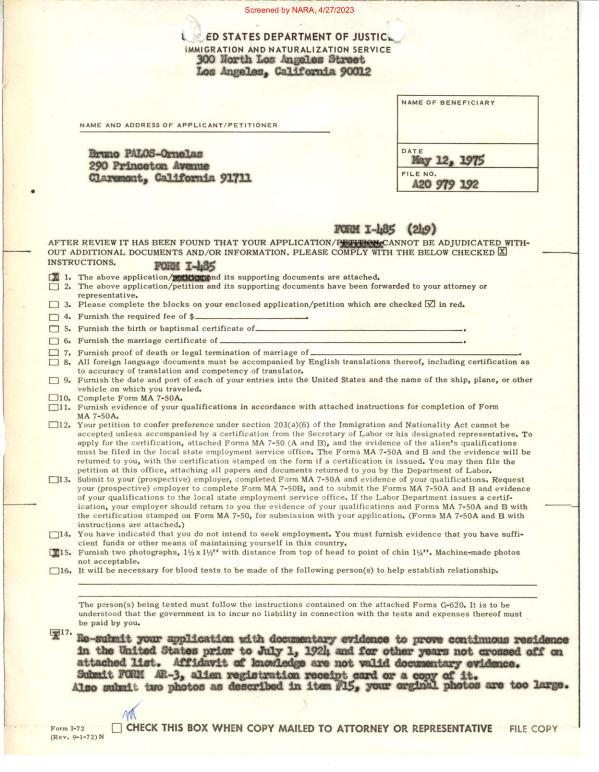 Screened by NARA, 4/27/2023
ED STATES DEPARTMENT OF JUSTICE
IMMIGRATION AND NATURALIZATION SERVICE
300 North Los Angeles Street
Los Angeles, California 90012
NAME OF BENEFICIARY
NAME AND ADDRESS OF APPLICANT/PETITIONER
Bruno PALOS-Ornelas
290 Princeton Avenue
Claremont, California 91711
DATE
May 12, 1975
FILE NO.
A20 979 192
FORM I-485 (249)
AFTER REVIEW IT HAS BEEN FOUND THAT YOUR APPLICATION/PETITION CANNOT BE ADJUDICATED WITH-
OUT ADDITIONAL DOCUMENTS AND/OR INFORMATION. PLEASE COMPLY WITH THE BELOW CHECKED X
INSTRUCTIONS. FORM I-485
X 1. The above application/petition and its supporting documents are attached.
2. The above application/petition and its supporting documents have been forwarded to your attorney or
representative.
3. Please complete the blocks on your enclosed application/petition which are checked ☑ in red.
4. Furnish the required fee of $
5. Furnish the birth or baptismal certificate of
6. Furnish the marriage certificate of
7. Furnish proof of death or legal termination of marriage of
8. All foreign language documents must be accompanied by English translations thereof, including certification as
to accuracy of translation and competency of translator.
9. Furnish the date and port of each of your entries into the United States and the name of the ship, plane, or other
vehicle on which you traveled.
10. Complete Form MA 7-50A.
11. Furnish evidence of your qualifications in accordance with attached instructions for completion of Form
MA 7-50A.
12. Your petition to confer preference under section 203(a)(6) of the Immigration and Nationality Act cannot be
accepted unless accompanied by a certification from the Secretary of Labor or his designated representative. To
apply for the certification, attached Forms MA 7-50 (A and B), and the evidence of the alien's qualifications
must be filed in the local state employment service office. The Forms MA 7-50A and B and the evidence will be
returned to you, with the certification stamped on the form if a certification is issued. You may then file the
petition at this office, attaching all papers and documents returned to you by the Department of Labor.
13. Submit to your (prospective) employer, completed Form MA 7-50A and evidence of your qualifications. Request
your (prospective) employer to complete Form MA 7-50B, and to submit the Forms MA 7-50A and B and evidence
of your qualifications to the local state employment service office. If the Labor Department issues a certif-
ication, your employer should return to you the evidence of your qualifications and Forms MA 7-50A and B with
the certification stamped on Form MA 7-50, for submission with your application. (Forms MA 7-50A and B with
instructions are attached.)
14. You have indicated that you do not intend to seek employment. You must furnish evidence that you have suffi-
cient funds or other means of maintaining yourself in this country.
X 15. Furnish two photographs, 1½ x 1½" with distance from top of head to point of chin 1¼". Machine-made photos
not acceptable.
16. It will be necessary for blood tests to be made of the following person(s) to help establish relationship.
The person(s) being tested must follow the instructions contained on the attached Forms G-620. It is to be
understood that the government is to incur no liability in connection with the tests and expenses thereof must
be paid by you.
X 17. Re-submit your application with documentary evidence to prove continuous residence
in the United States prior to July 1, 1924 and for other years not crossed off on
attached list. Affidavit of knowledge are not valid documentary evidence.
Submit FORM AR-3, alien registration receipt card or a copy of it.
Also submit two photos as described in item #15, your orginal photos are too large.
Form I-72
(Rev. 9-1-72) N
CHECK THIS BOX WHEN COPY MAILED TO ATTORNEY OR REPRESENTATIVE FILE COPY